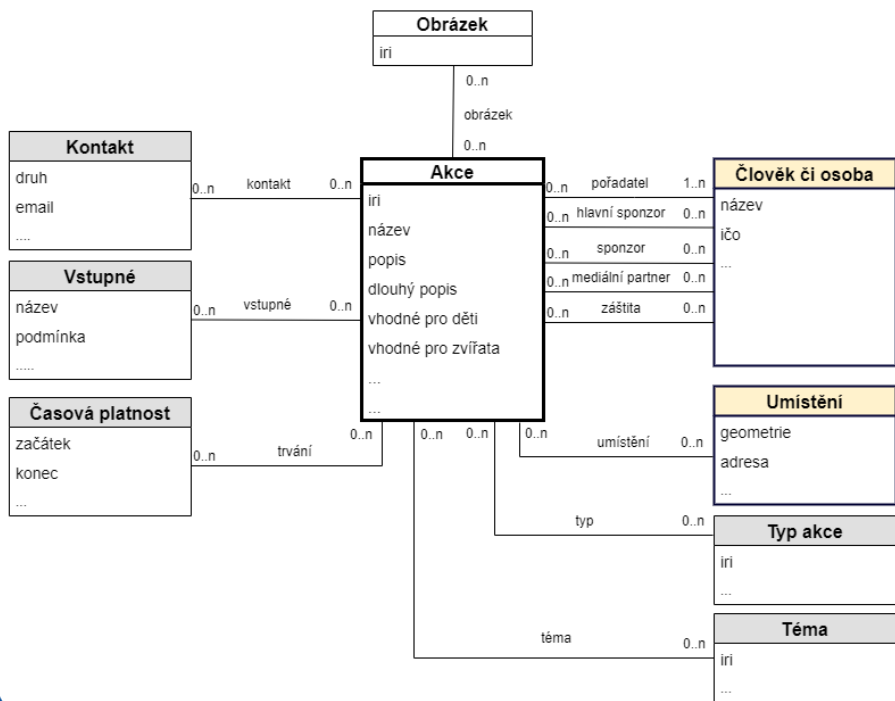 Obrázek
iri
0..n
obrázek
0..n
Kontakt
druh
email
....
0..n kontakt 0..n
Vstupné
název
podmínka
.....
0..n vstupné 0..n
Časová platnost
začátek
konec
...
0..n trvání 0..n
Akce
iri
název
popis
dlouhý popis
vhodné pro děti
vhodné pro zvířata
...
...
0..n pořadatel 1..n
0..n hlavní sponzor 0..n
0..n sponzor 0..n
0..n mediální partner 0..n
0..n záštita 0..n
Člověk či osoba
název
ičo
...
0..n umístění 0..n
Umístění
geometrie
adresa
...
0..n typ 0..n
Typ akce
iri
...
0..n téma 0..n
Téma
iri
...